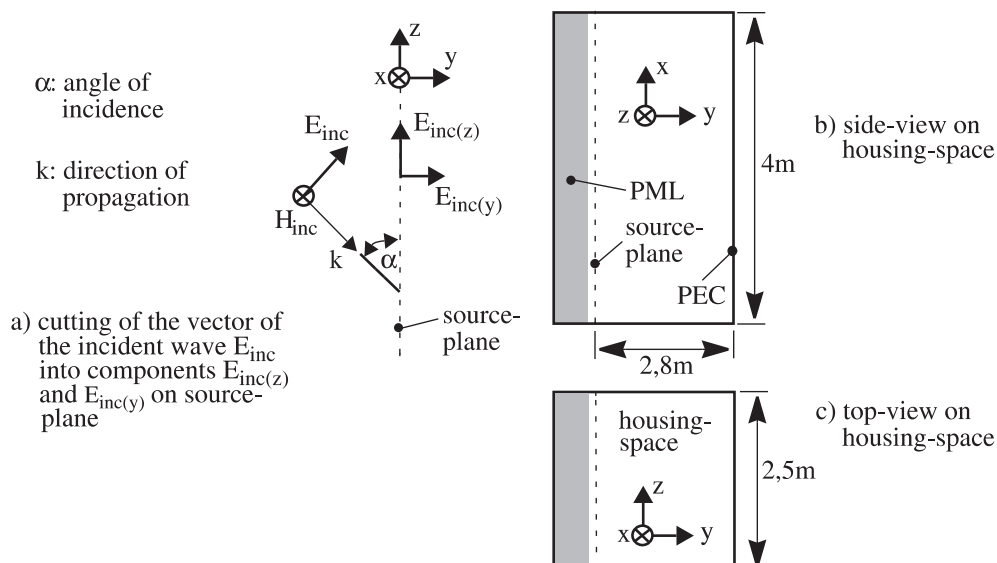 α: angle of
incidence
k: direction of
propagation
z
y
x
E_inc
E_inc(z)
E_inc(y)
H_inc
k
α
source-
plane
a) cutting of the vector of
the incident wave E_inc
into components E_inc(z)
and E_inc(y) on source-
plane
x
z
y
PML
source-
plane
PEC
4m
2,8m
b) side-view on
housing-space
housing-
space
z
x
y
2,5m
c) top-view on
housing-space